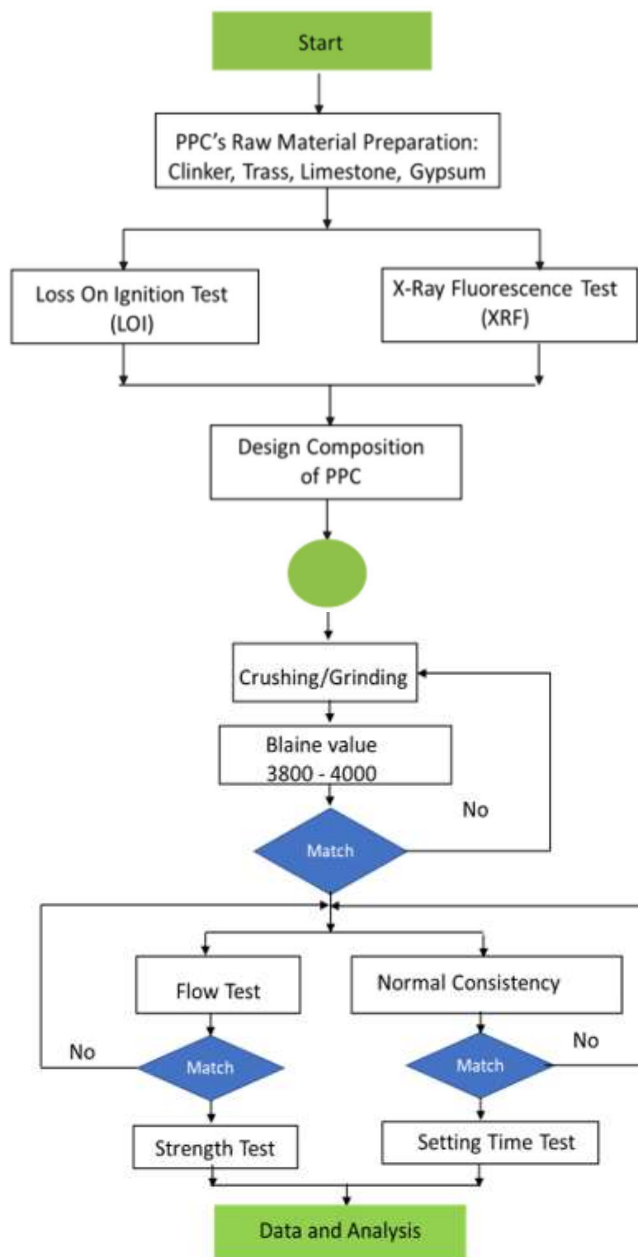 Start
PPC's Raw Material Preparation:
Clinker, Trass, Limestone, Gypsum
Loss On Ignition Test
(LOI)
X-Ray Fluorescence Test
(XRF)
Design Composition
of PPC
Crushing/Grinding
Blaine value
3800 - 4000
No
Match
Flow Test
Normal Consistency
No
Match
No
Match
Strength Test
Setting Time Test
Data and Analysis